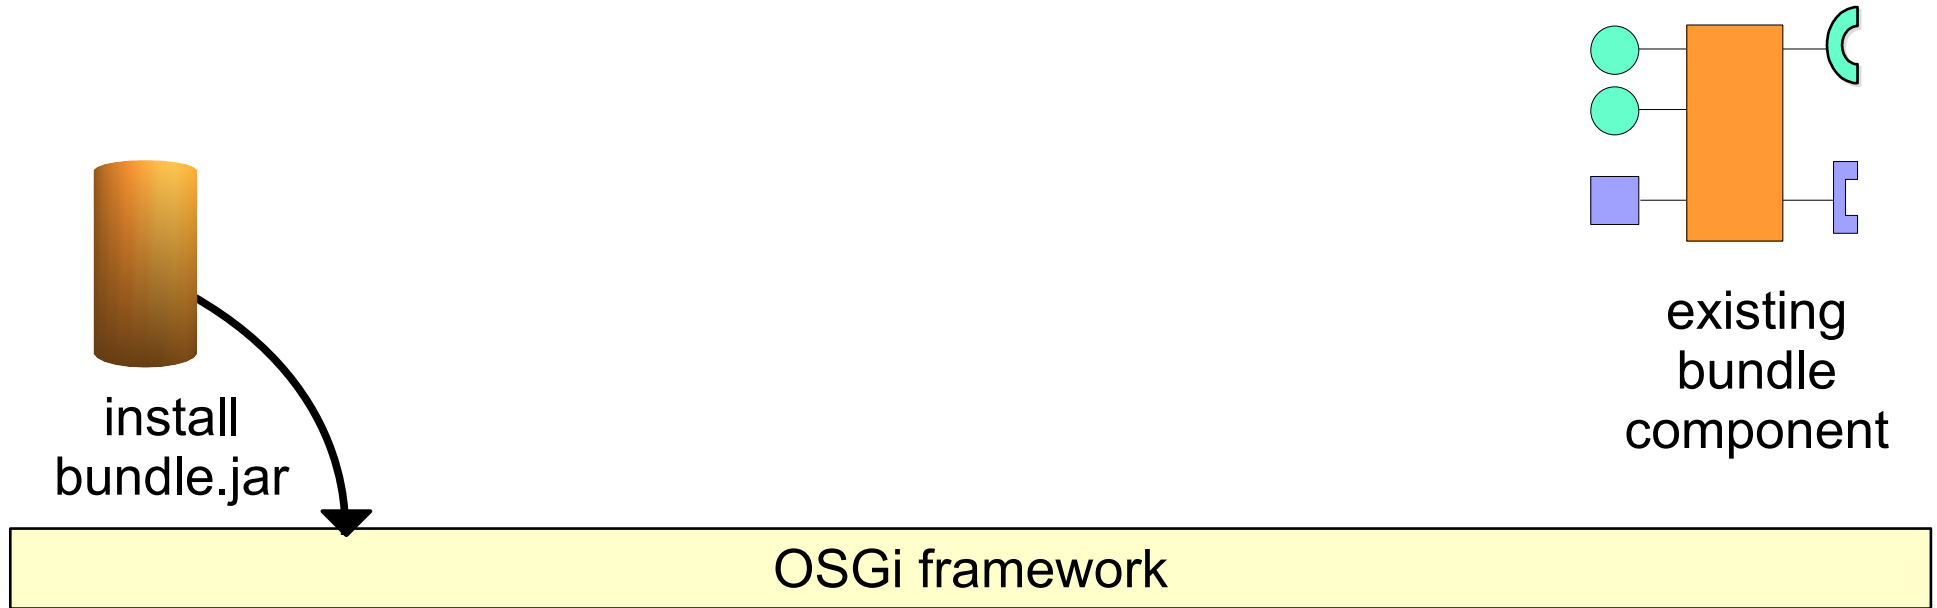 install
bundle.jar
existing
bundle
component
OSGi framework